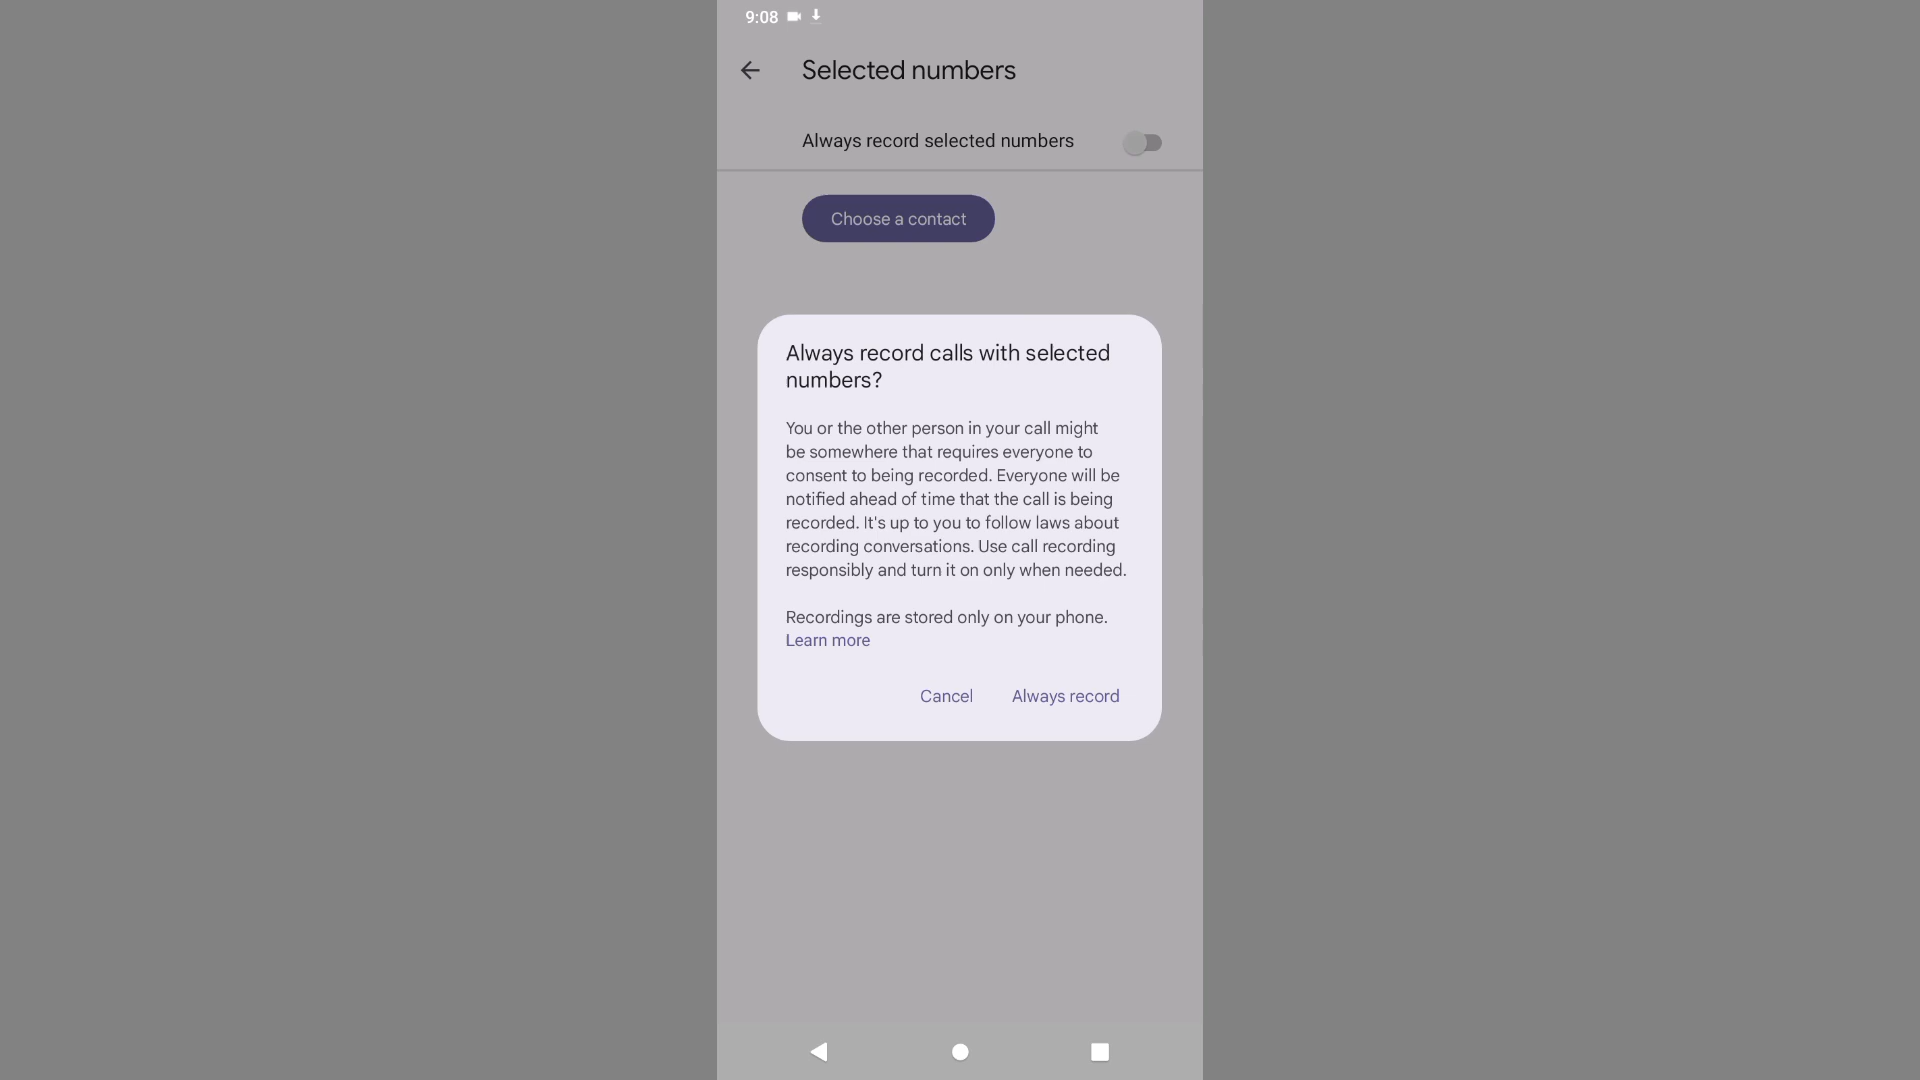 9:08
Selected numbers
Always record selected numbers
Choose a contact
Always record calls with selected
numbers?
You or the other person in your call might
be somewhere that requires everyone to
consent to being recorded. Everyone will be
notified ahead of time that the call is being
recorded. It's up to you to follow laws about
recording conversations. Use call recording
responsibly and turn it on only when needed.
Recordings are stored only on your phone.
Learn more
Cancel Always record